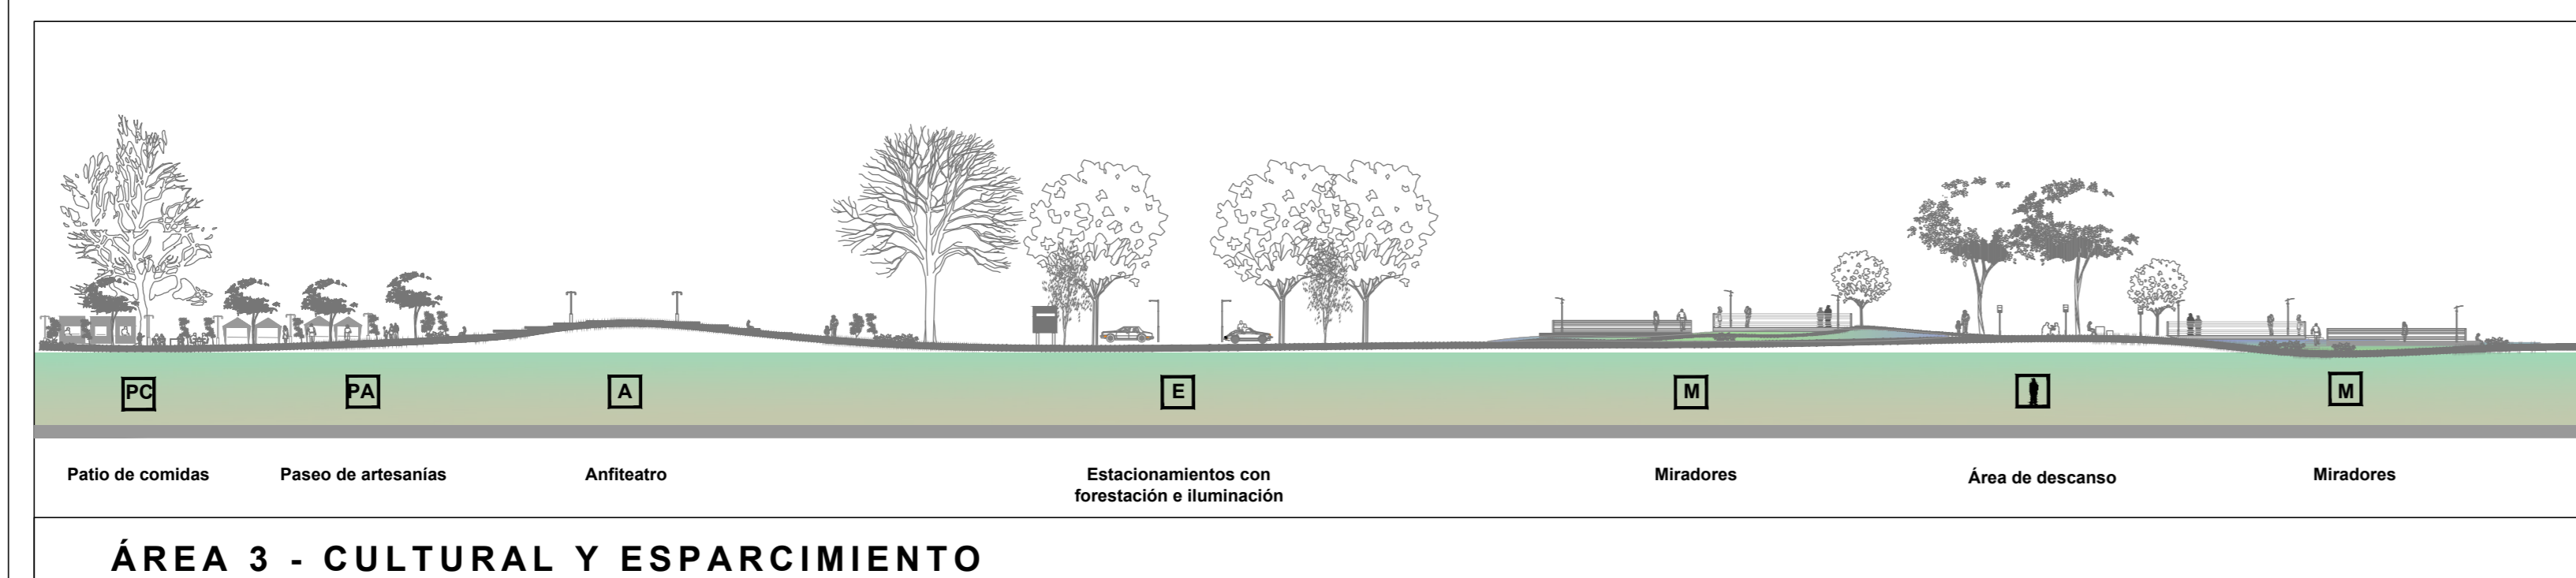 PC PA A E M M
Patio de comidas Paseo de artesanías Anfiteatro Estacionamientos con Miradores Área de descanso Miradores
forestación e iluminación
ÁREA 3 - CULTURAL Y ESPARCIMIENTO